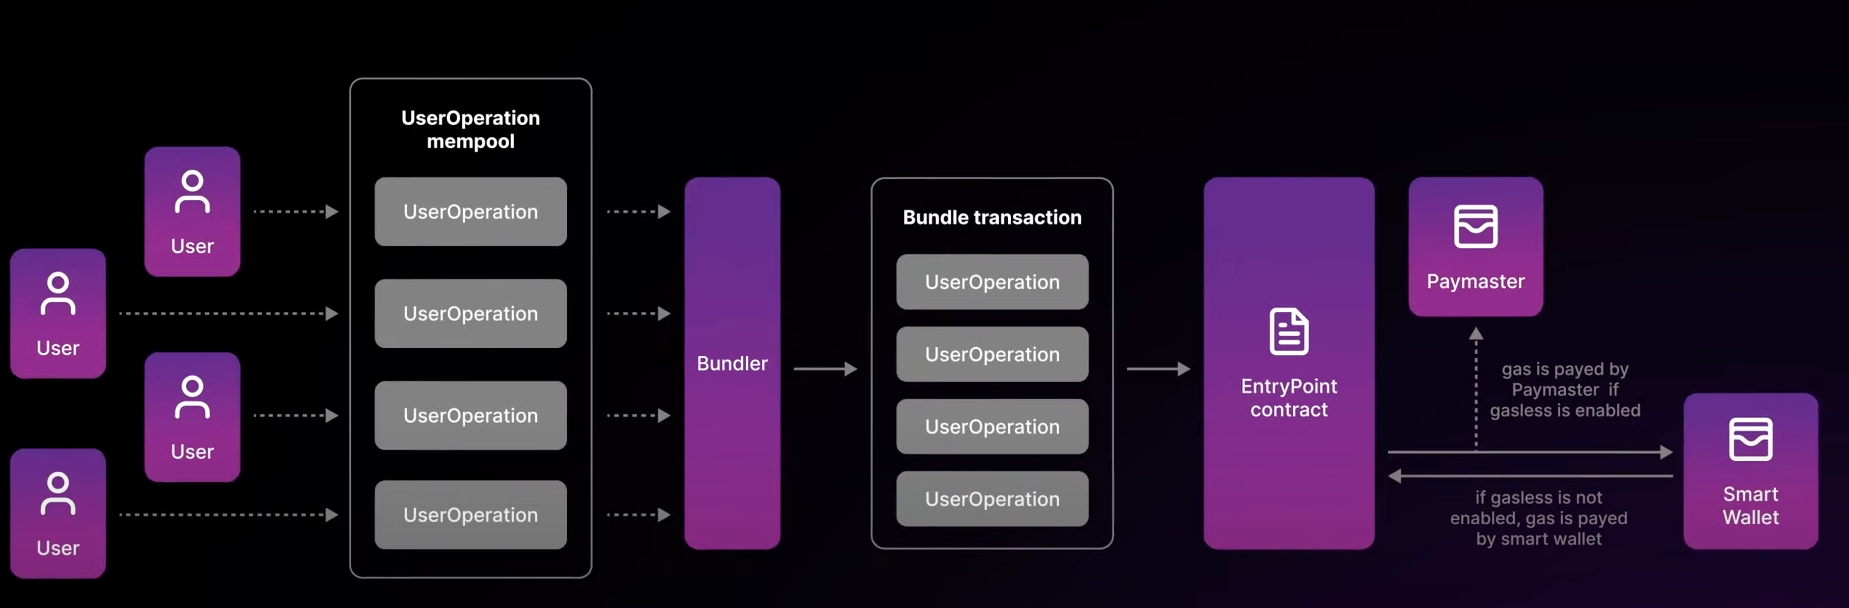 User
User
User
User
UserOperation
mempool
UserOperation
UserOperation
UserOperation
UserOperation
Bundler
Bundle transaction
UserOperation
UserOperation
UserOperation
UserOperation
EntryPoint
contract
Paymaster
gas is payed by
Paymaster if
gasless is enabled
if gasless is not
enabled, gas is payed
by smart wallet
Smart
Wallet